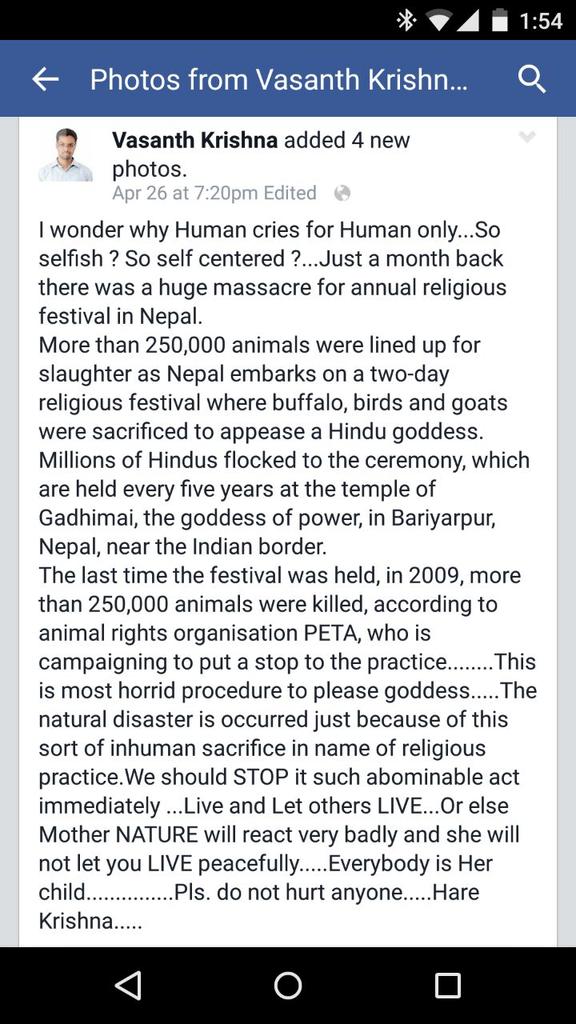 1:54
Photos from Vasanth Krishn...
Vasanth Krishna added 4 new
photos.
Apr 26 at 7:20pm Edited
I wonder why Human cries for Human only...So
selfish ? So self centered ?...Just a month back
there was a huge massacre for annual religious
festival in Nepal.
More than 250,000 animals were lined up for
slaughter as Nepal embarks on a two-day
religious festival where buffalo, birds and goats
were sacrificed to appease a Hindu goddess.
Millions of Hindus flocked to the ceremony, which
are held every five years at the temple of
Gadhimai, the goddess of power, in Bariyarpur,
Nepal, near the Indian border.
The last time the festival was held, in 2009, more
than 250,000 animals were killed, according to
animal rights organisation PETA, who is
campaigning to put a stop to the practice........This
is most horrid procedure to please goddess.....The
natural disaster is occurred just because of this
sort of inhuman sacrifice in name of religious
practice.We should STOP it such abominable act
immediately ...Live and Let others LIVE...Or else
Mother NATURE will react very badly and she will
not let you LIVE peacefully.....Everybody is Her
child...............Pls. do not hurt anyone.....Hare
Krishna.....